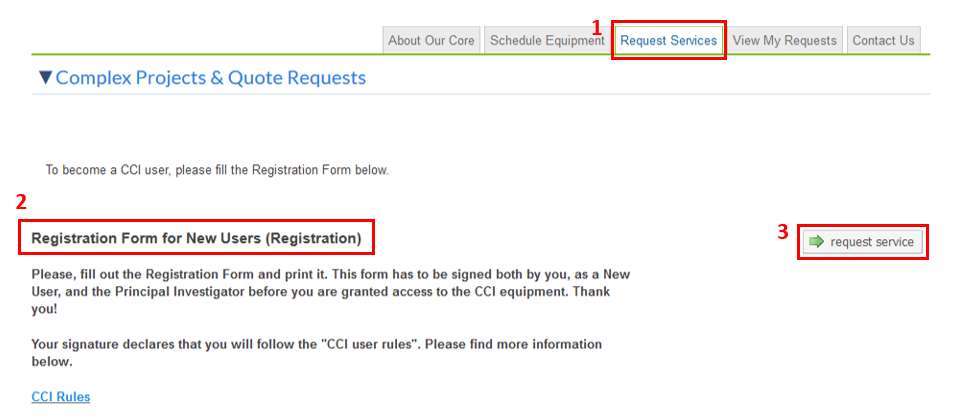 1
About Our Core Schedule Equipment Request Services View My Requests Contact Us
Complex Projects & Quote Requests
To become a CCI user, please fill the Registration Form below.
2
Registration Form for New Users (Registration)
3
request service
Please, fill out the Registration Form and print it. This form has to be signed both by you, as a New
User, and the Principal Investigator before you are granted access to the CCI equipment. Thank
you!
Your signature declares that you will follow the "CCI user rules". Please find more information
below.
CCI Rules